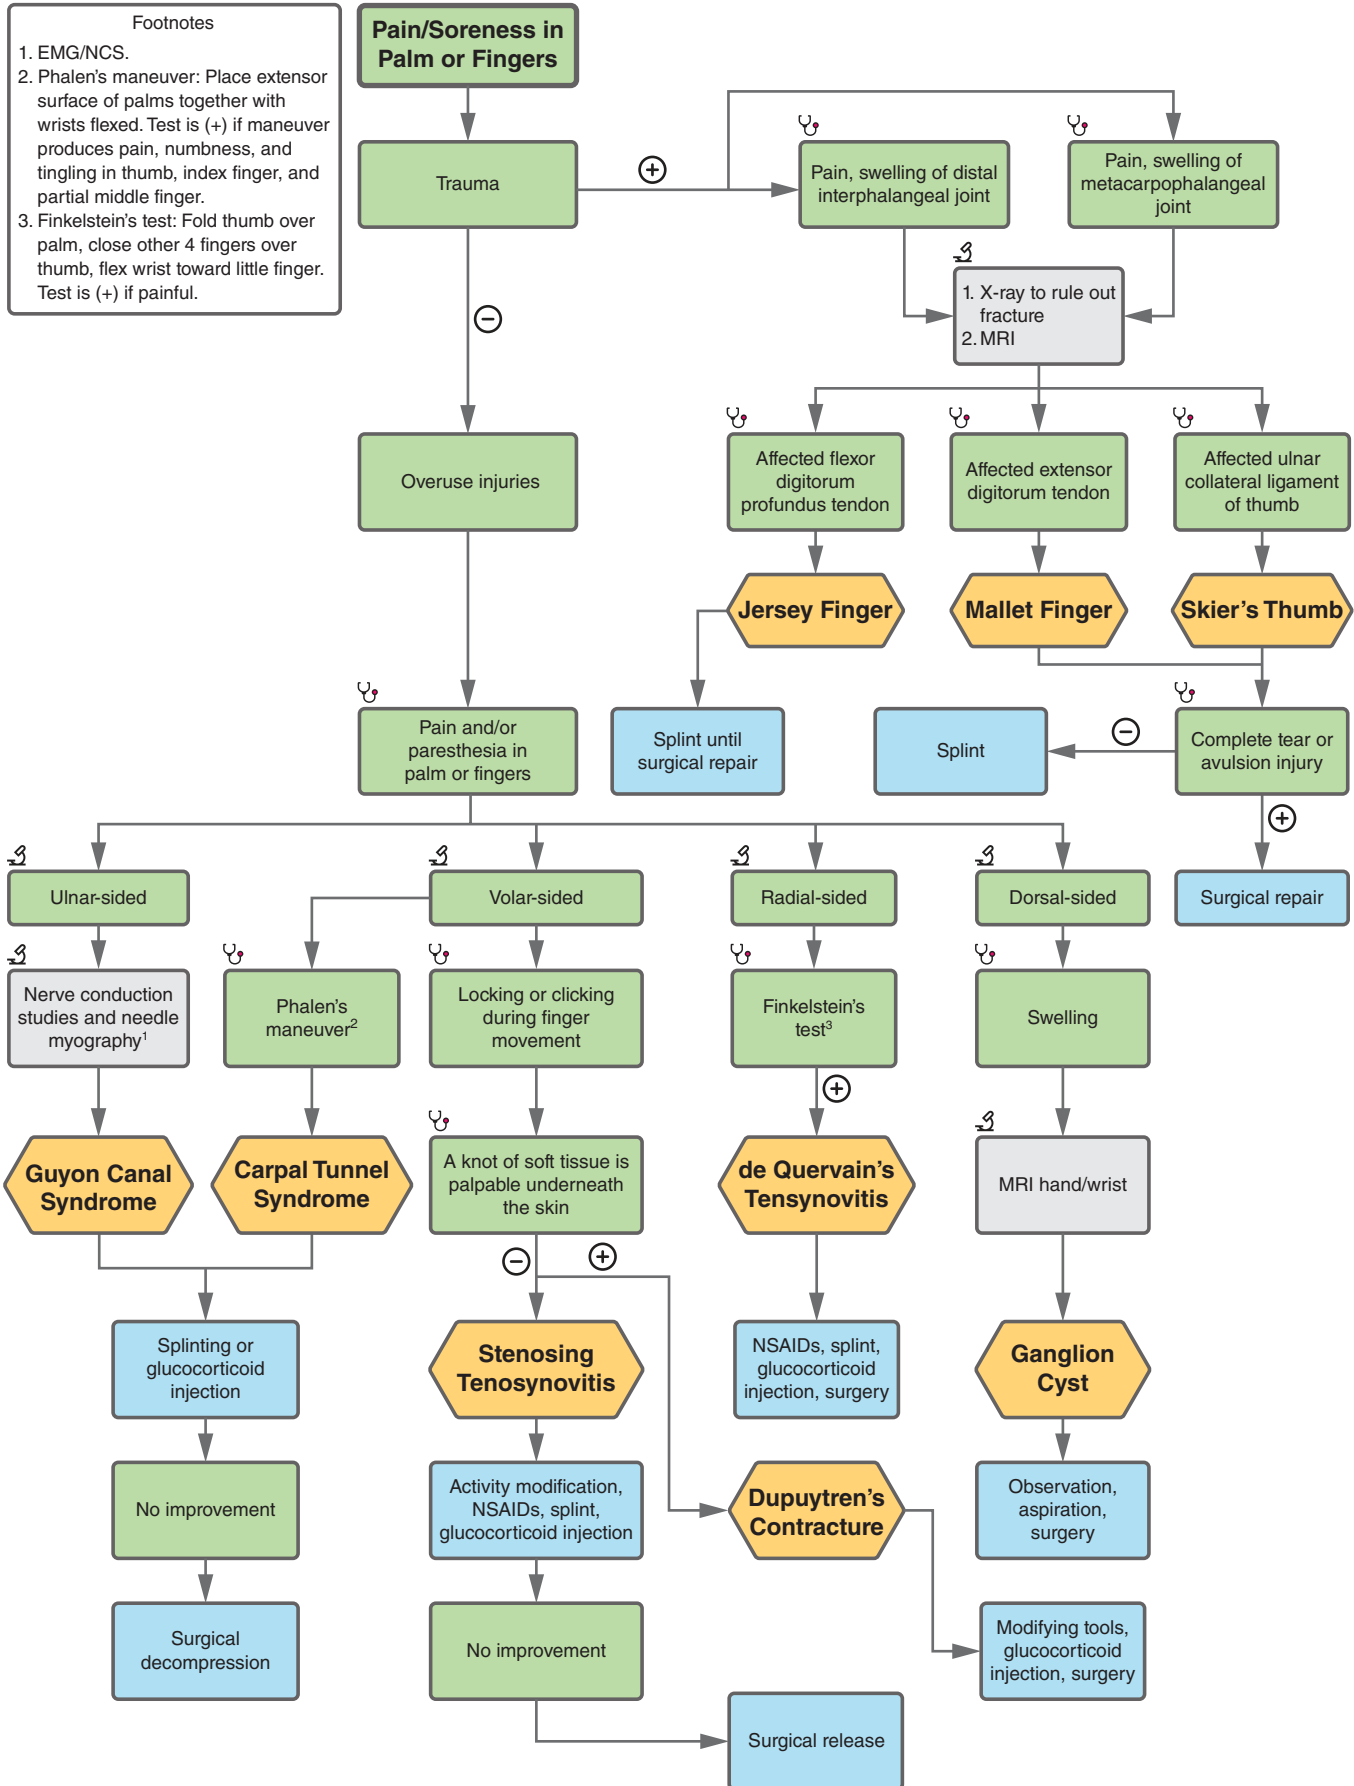 Footnotes
1. EMG/NCS.
2. Phalen's maneuver: Place extensor
surface of palms together with
wrists flexed. Test is (+) if maneuver
produces pain, numbness, and
tingling in thumb, index finger, and
partial middle finger.
3. Finkelstein's test: Fold thumb over
palm, close other 4 fingers over
thumb, flex wrist toward little finger.
Test is (+) if painful.
Pain/Soreness in
Palm or Fingers
Trauma
+
Pain, swelling of distal
interphalangeal joint
Pain, swelling of
metacarpophalangeal
joint
−
1. X-ray to rule out
fracture
2. MRI
Overuse injuries
Affected flexor
digitorum
profundus tendon
Affected extensor
digitorum tendon
Affected ulnar
collateral ligament
of thumb
Jersey Finger
Mallet Finger
Skier's Thumb
Pain and/or
paresthesia in
palm or fingers
Splint until
surgical repair
Splint
−
Complete tear or
avulsion injury
+
Surgical repair
Ulnar-sided
Volar-sided
Radial-sided
Dorsal-sided
Nerve conduction
studies and needle
myography1
Phalen's
maneuver2
Locking or clicking
during finger
movement
Finkelstein's
test3
Swelling
+
Guyon Canal
Syndrome
Carpal Tunnel
Syndrome
A knot of soft tissue is
palpable underneath
the skin
de Quervain's
Tensynovitis
MRI hand/wrist
−
+
Splinting or
glucocorticoid
injection
Stenosing
Tenosynovitis
NSAIDs, splint,
glucocorticoid
injection, surgery
Ganglion
Cyst
No improvement
Activity modification,
NSAIDs, splint,
glucocorticoid injection
Dupuytren's
Contracture
Observation,
aspiration,
surgery
Surgical
decompression
No improvement
Modifying tools,
glucocorticoid
injection, surgery
Surgical release